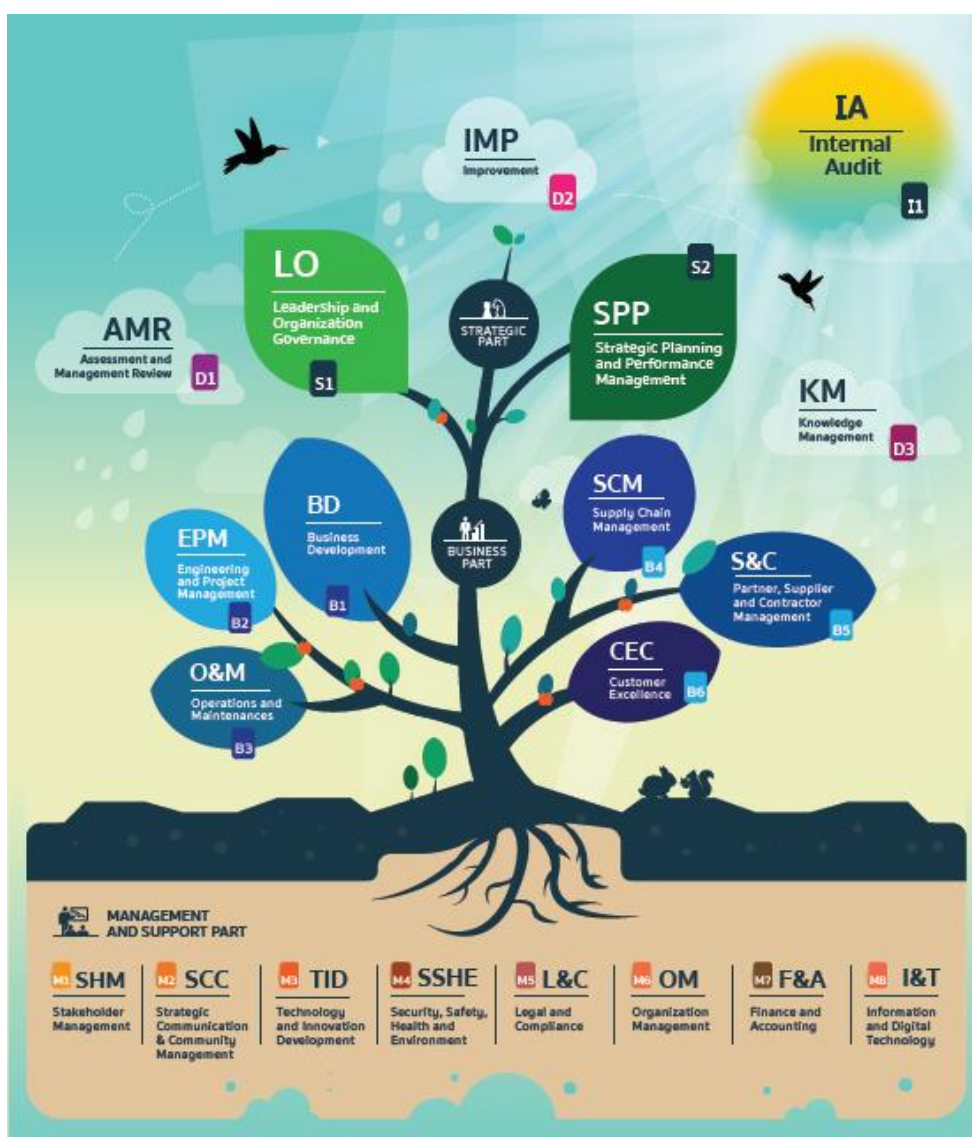 IA
Internal
Audit
I1
IMP
Improvement
D2
LO
Leadership and
Organization
Governance
S1
STRATEGIC
PART
S2
SPP
Strategic Planning
and Performance
Management
AMR
Assessment and
Management Review
D1
KM
Knowledge
Management
D3
BD
Business
Development
B1
BUSINESS
PART
SCM
Supply Chain
Management
B4
EPM
Engineering
and Project
Management
B2
S&C
Partner, Supplier
and Contractor
Management
B5
O&M
Operations and
Maintenances
B3
CEC
Customer
Excellence
B6
MANAGEMENT
AND SUPPORT PART
M1 SHM
Stakeholder
Management
M2 SCC
Strategic
Communication
& Community
Management
M3 TID
Technology
and Innovation
Development
M4 SSHE
Security, Safety,
Health and
Environment
M5 L&C
Legal and
Compliance
M6 OM
Organization
Management
M7 F&A
Finance and
Accounting
M8 I&T
Information
and Digital
Technology